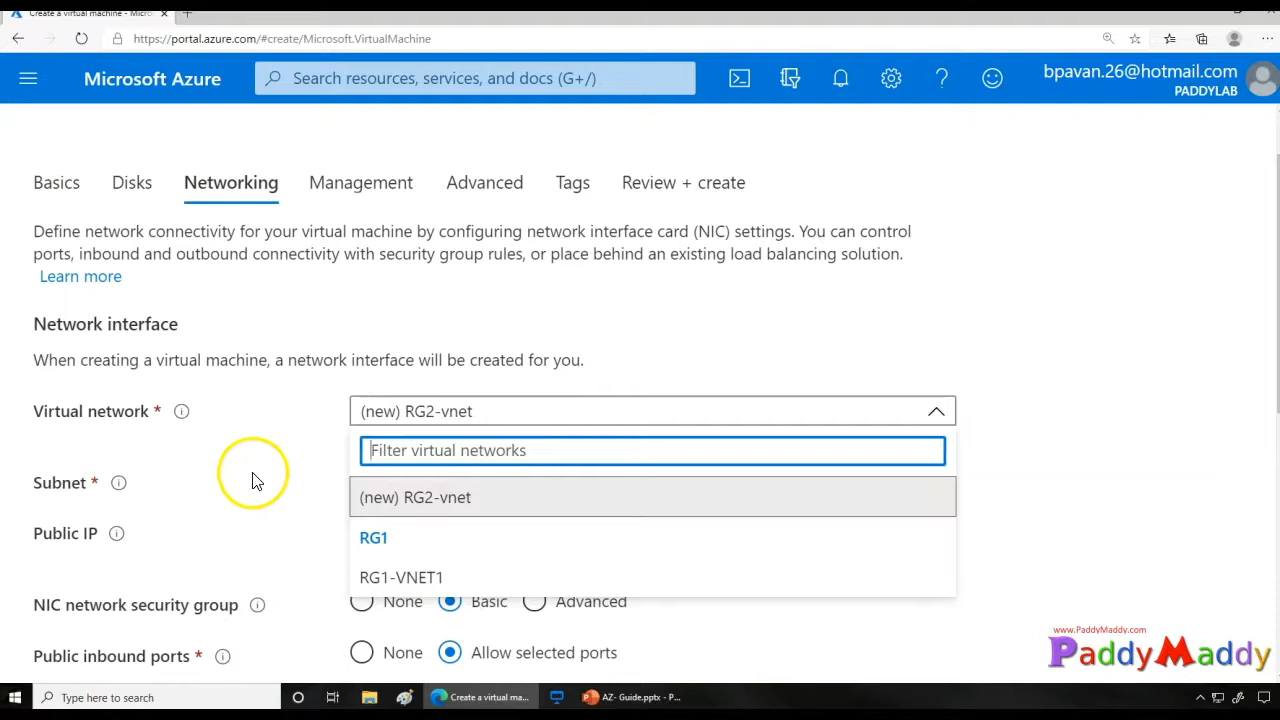 Create a virtual machine - Micros
https://portal.azure.com/#create/Microsoft.VirtualMachine
Microsoft Azure
Search resources, services, and docs (G+/)
bpavan.26@hotmail.com
PADDYLAB
Basics Disks Networking Management Advanced Tags Review + create
Define network connectivity for your virtual machine by configuring network interface card (NIC) settings. You can control
ports, inbound and outbound connectivity with security group rules, or place behind an existing load balancing solution.
Learn more
Network interface
When creating a virtual machine, a network interface will be created for you.
Virtual network * (new) RG2-vnet
Filter virtual networks
Subnet *
(new) RG2-vnet
Public IP
RG1
RG1-VNET1
NIC network security group None Basic Advanced
Public inbound ports * None Allow selected ports
www.PaddyMaddy.com
PaddyMaddy
Type here to search
Create a virtual ma...
AZ- Guide.pptx - P...